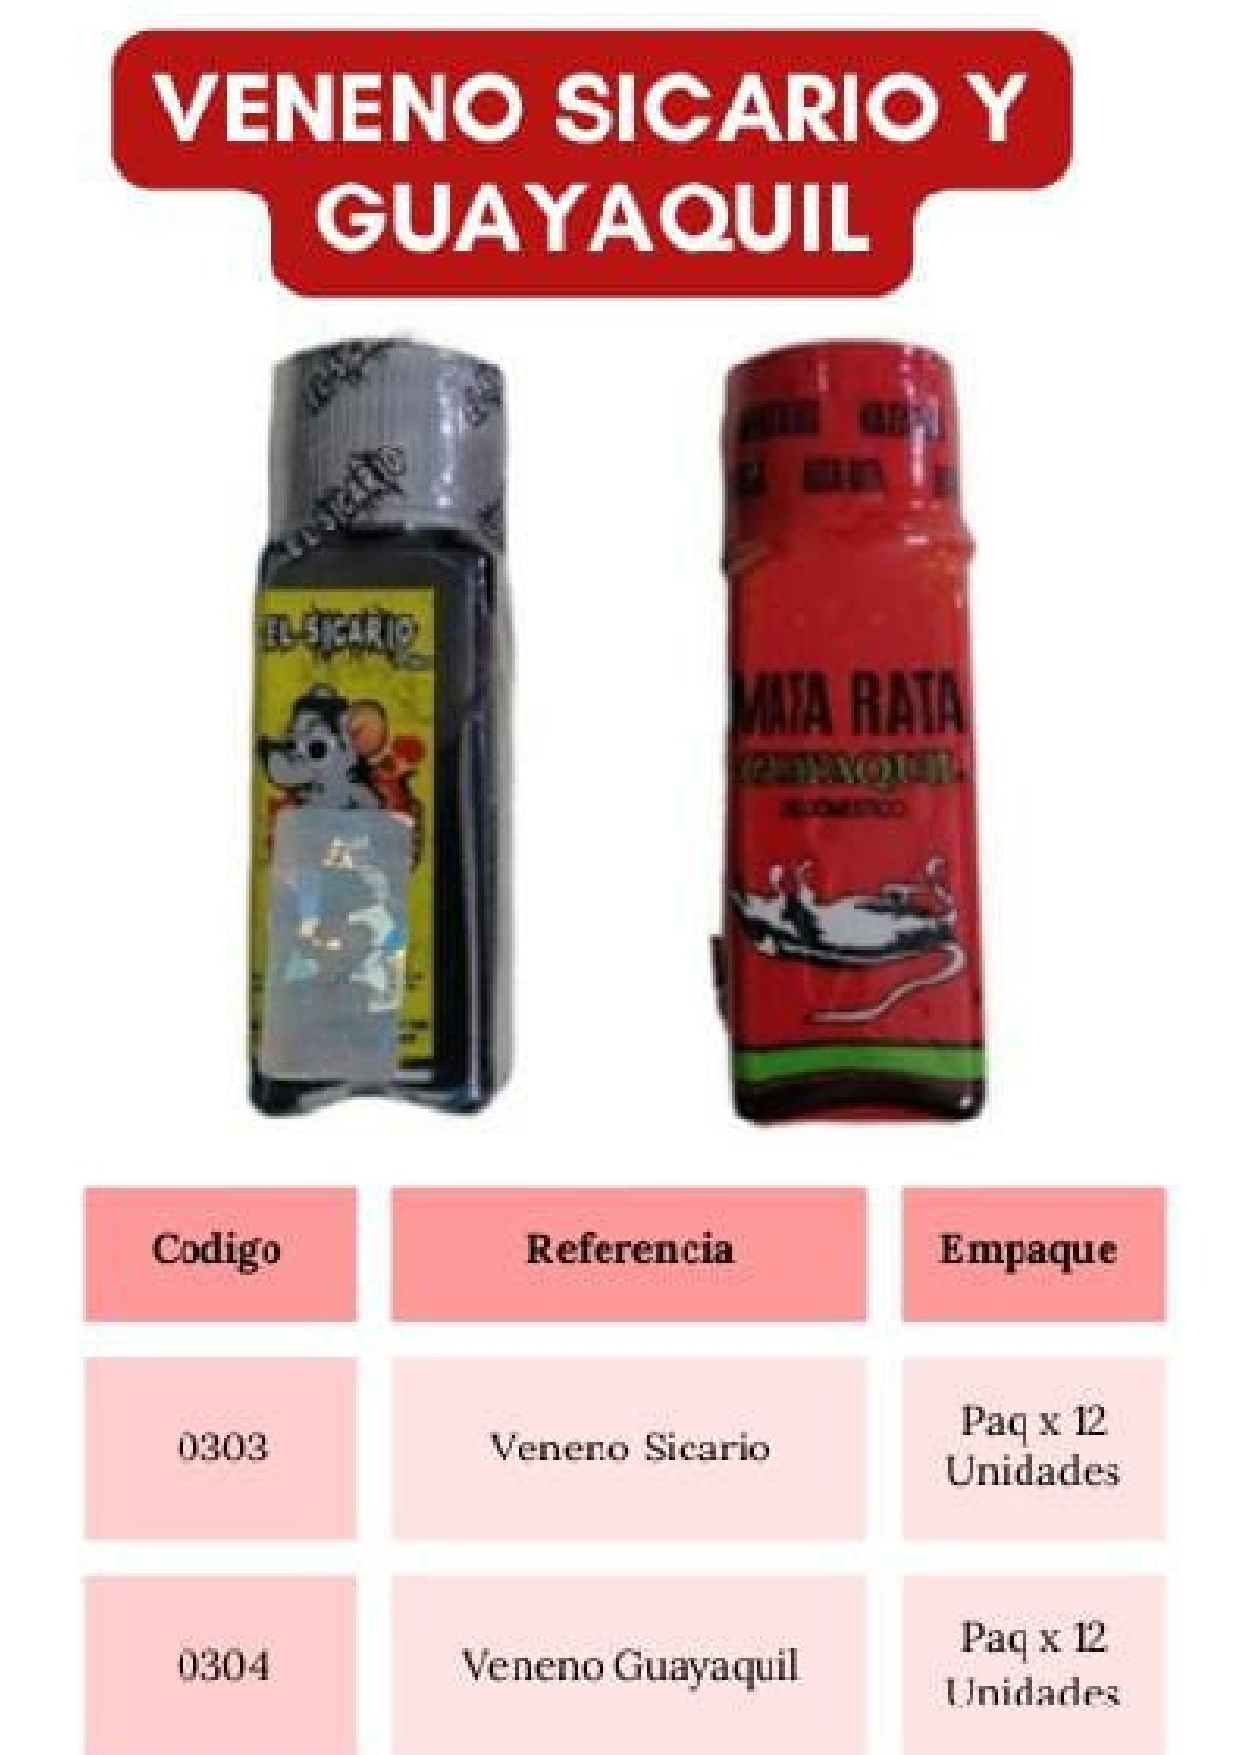 VENENO SICARIO Y
GUAYAQUIL
EL SICARIO
MATA RATA
GUAYAQUIL
Codigo
Referencia
Empaque
0303
Veneno Sicario
Paq x 12
Unidades
0304
Veneno Guayaquil
Paq x 12
Unidades